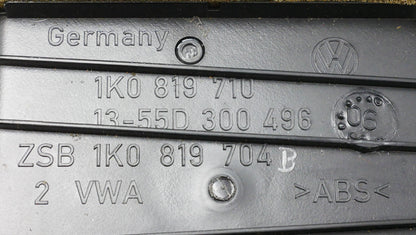 Germany
1K0 819 710
13-55D 300 496 06
ZSB 1K0 819 704 B
2 VWA >ABS<